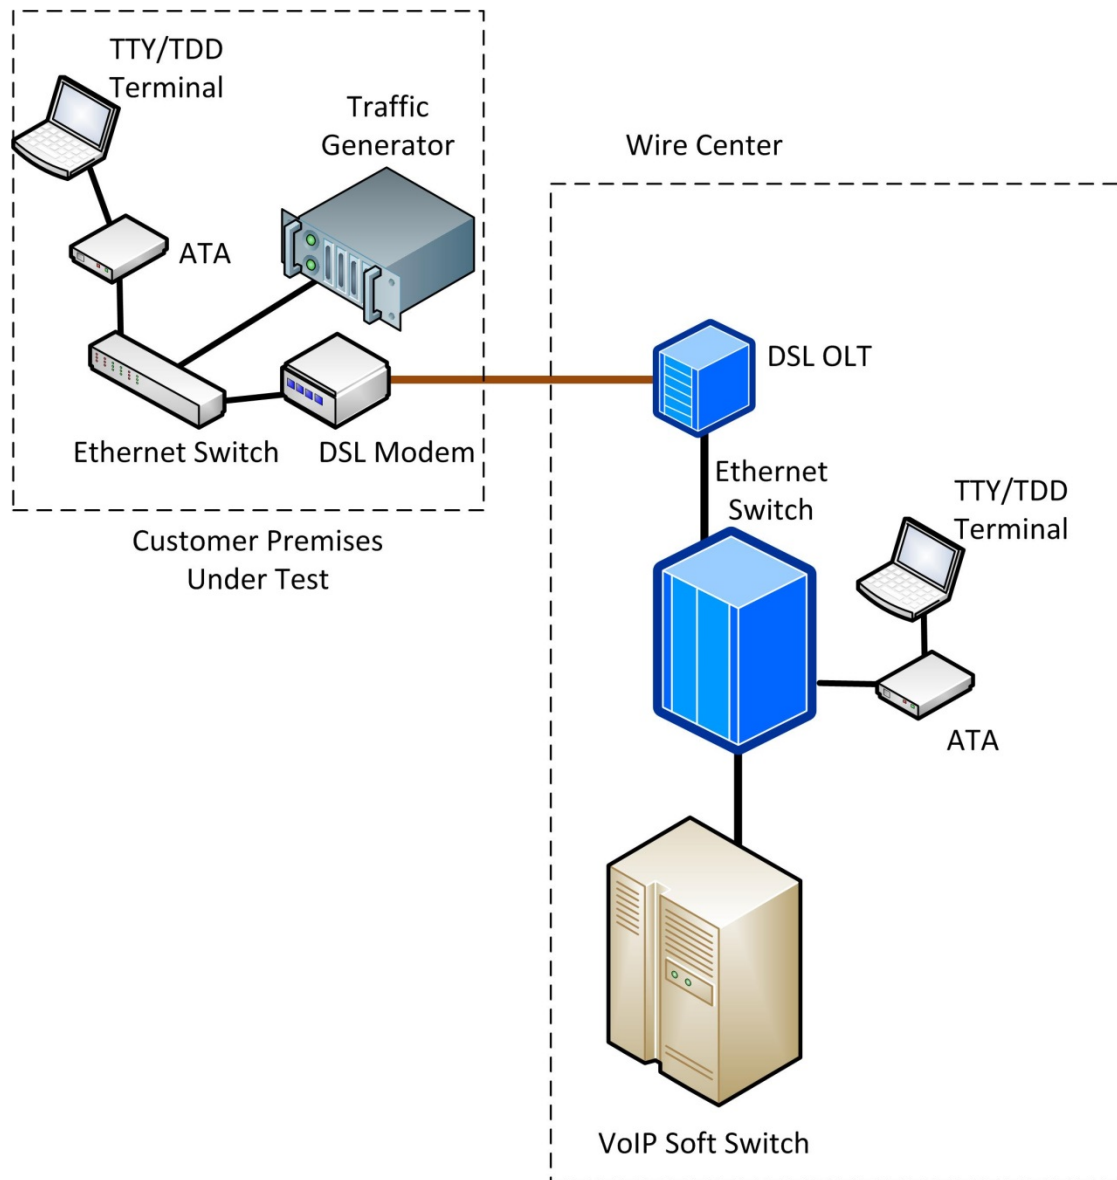 TTY/TDD
Terminal
Traffic
Generator
ATA
Ethernet Switch
DSL Modem
Customer Premises
Under Test
Wire Center
DSL OLT
Ethernet
Switch
TTY/TDD
Terminal
ATA
VoIP Soft Switch